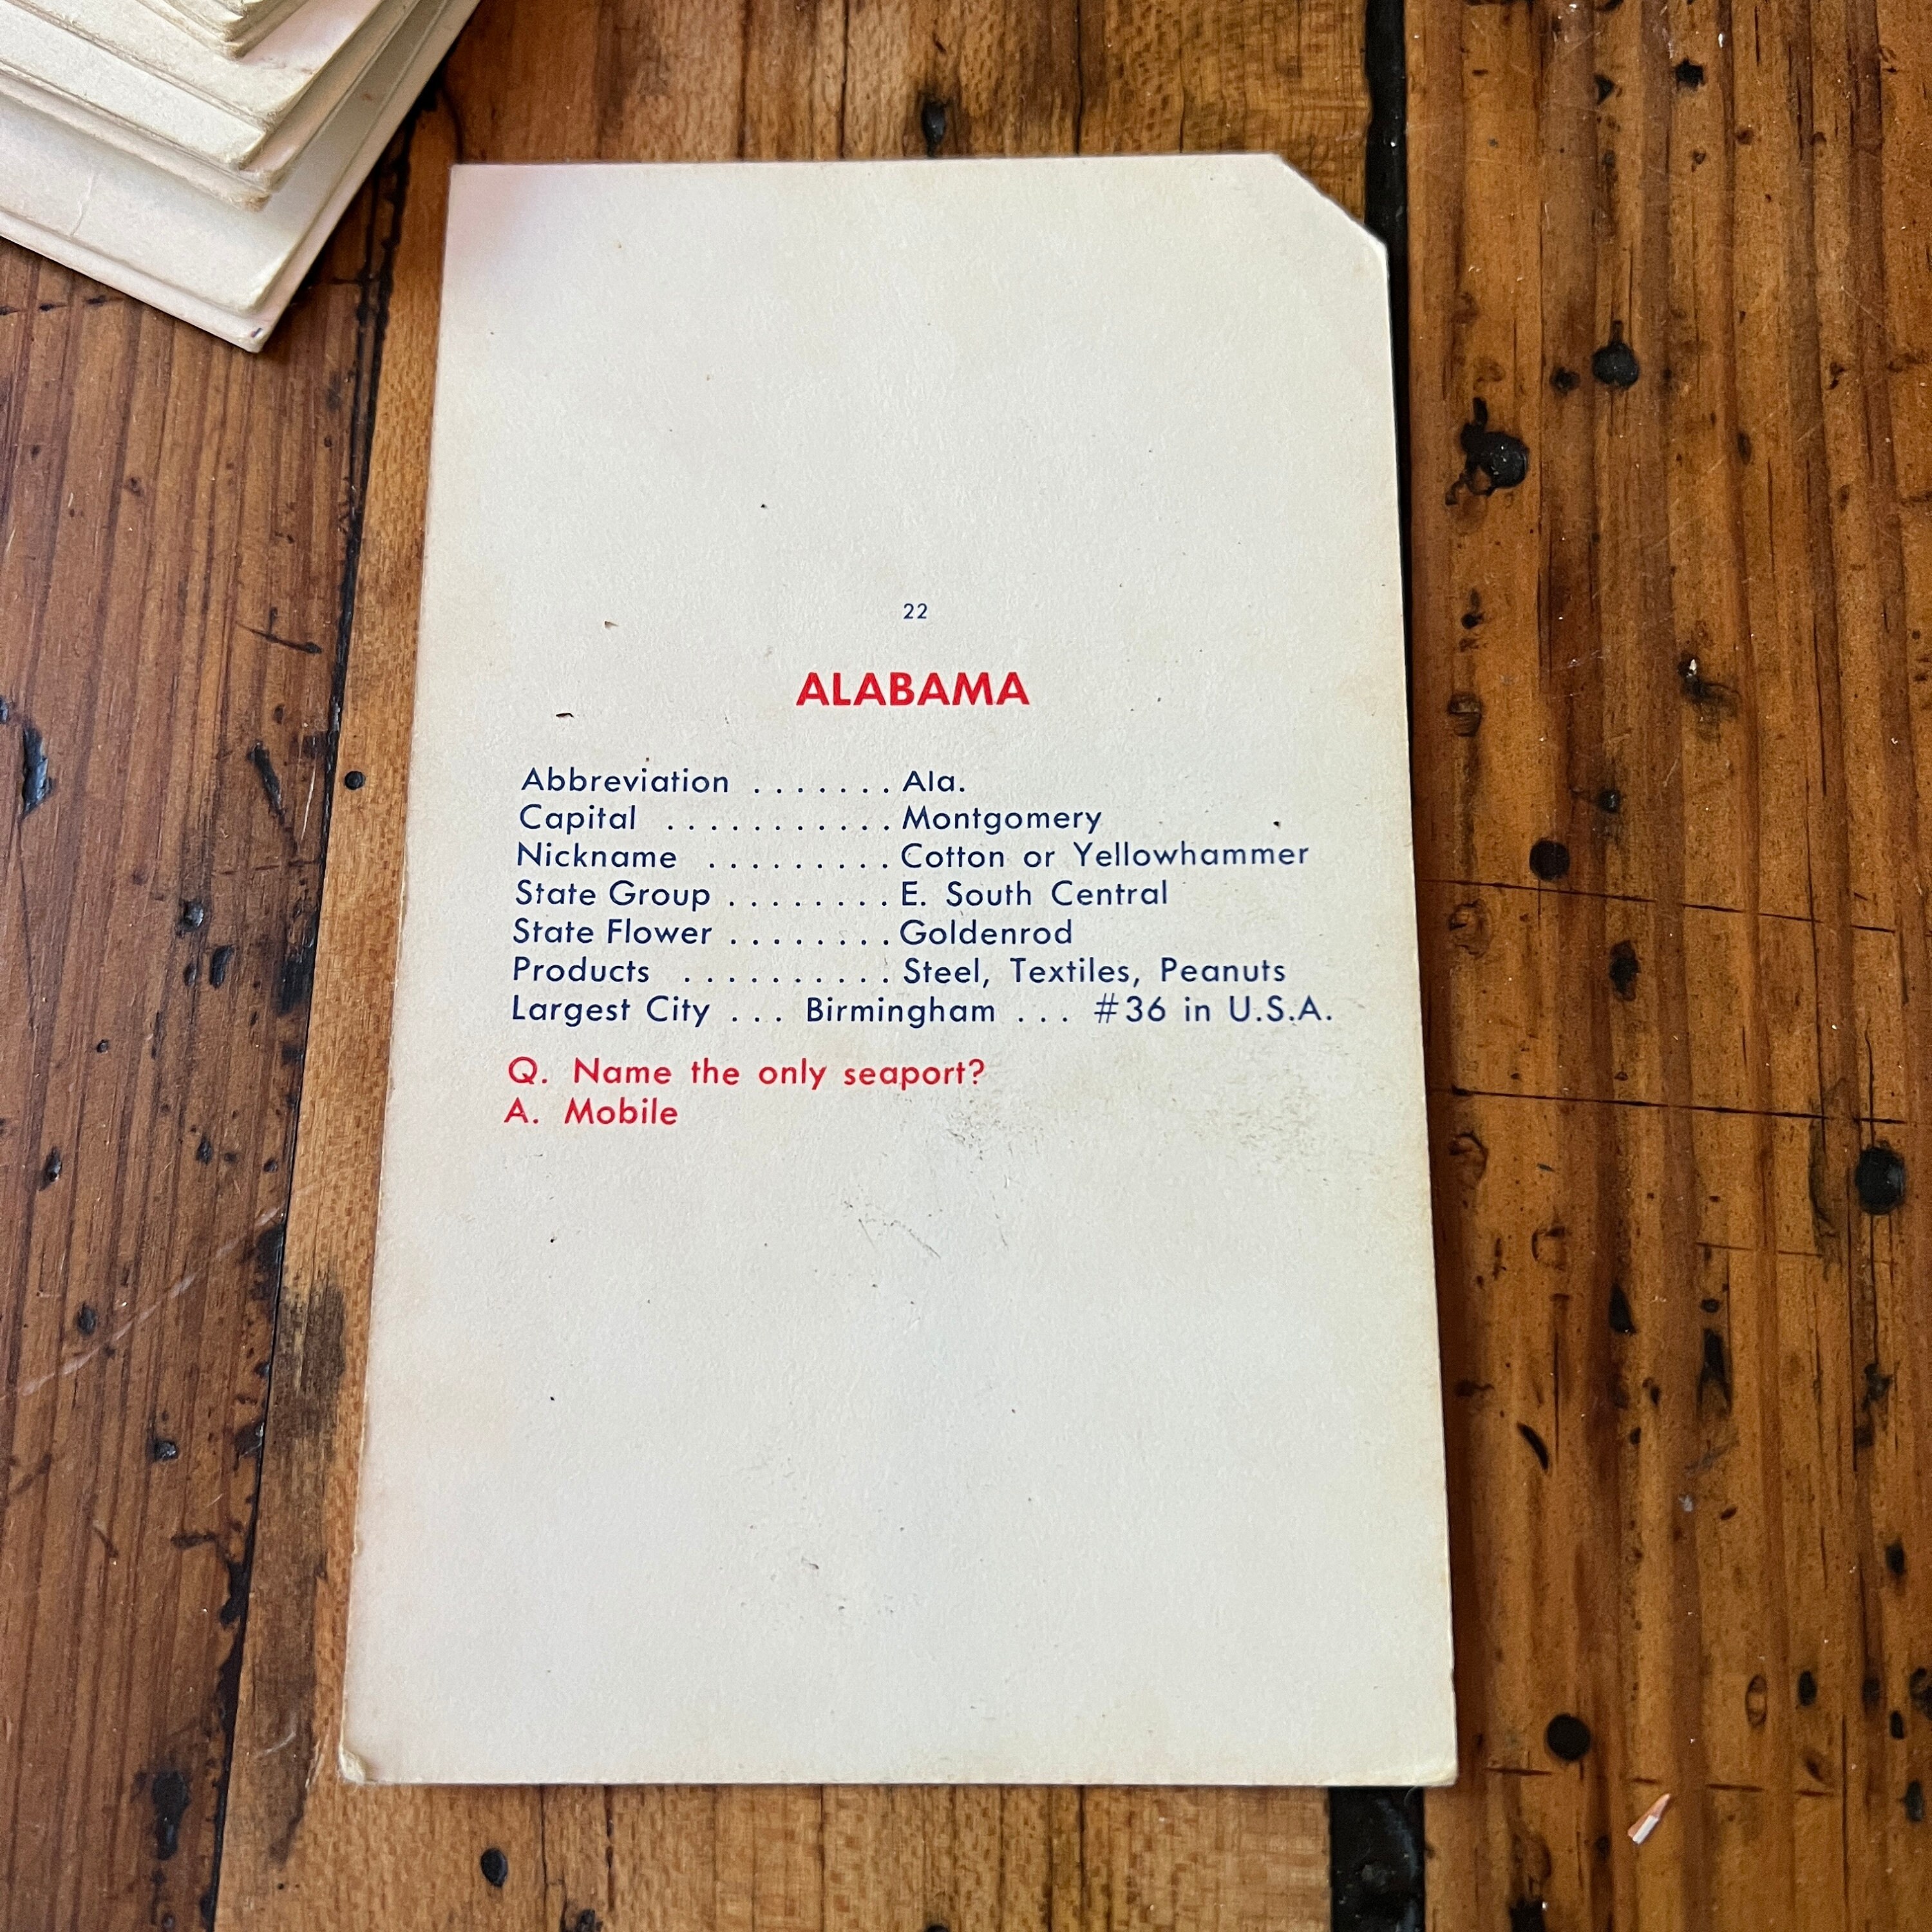 22
ALABAMA
Abbreviation ....... Ala.
Capital ........... Montgomery
Nickname ......... Cotton or Yellowhammer
State Group ........ E. South Central
State Flower ........ Goldenrod
Products .......... Steel, Textiles, Peanuts
Largest City ... Birmingham ... #36 in U.S.A.
Q. Name the only seaport?
A. Mobile